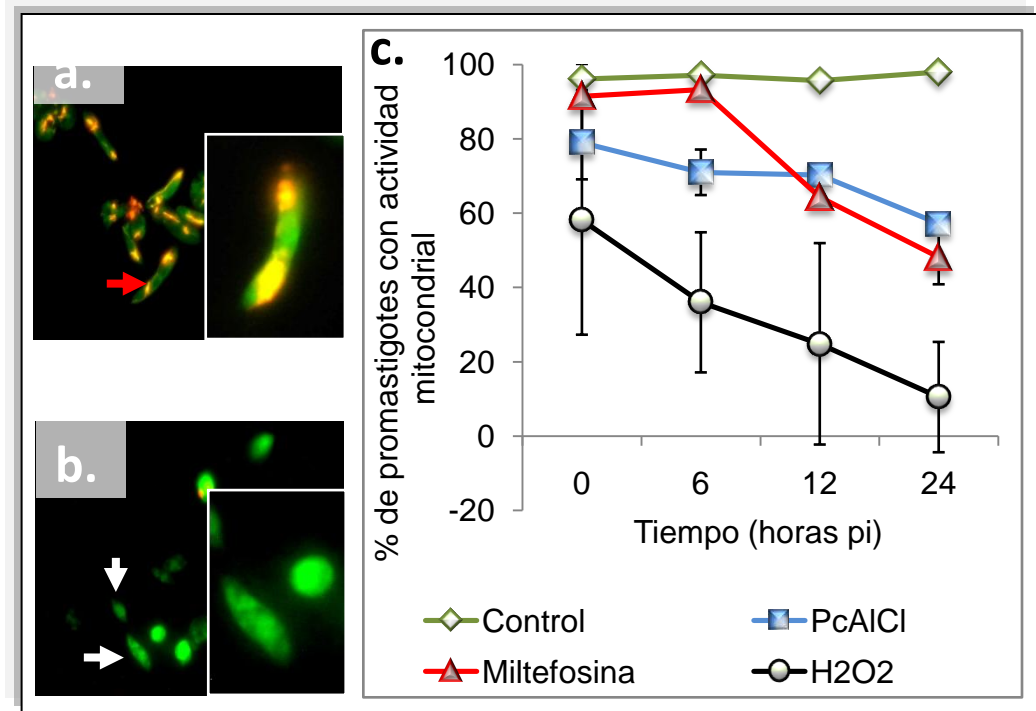 a.
b.
c.
% de promastigotes con actividad
mitocondrial
100
80
60
40
20
0
-20
0 6 12 24
Tiempo (horas pi)
Control PcAlCl
Miltefosina H2O2